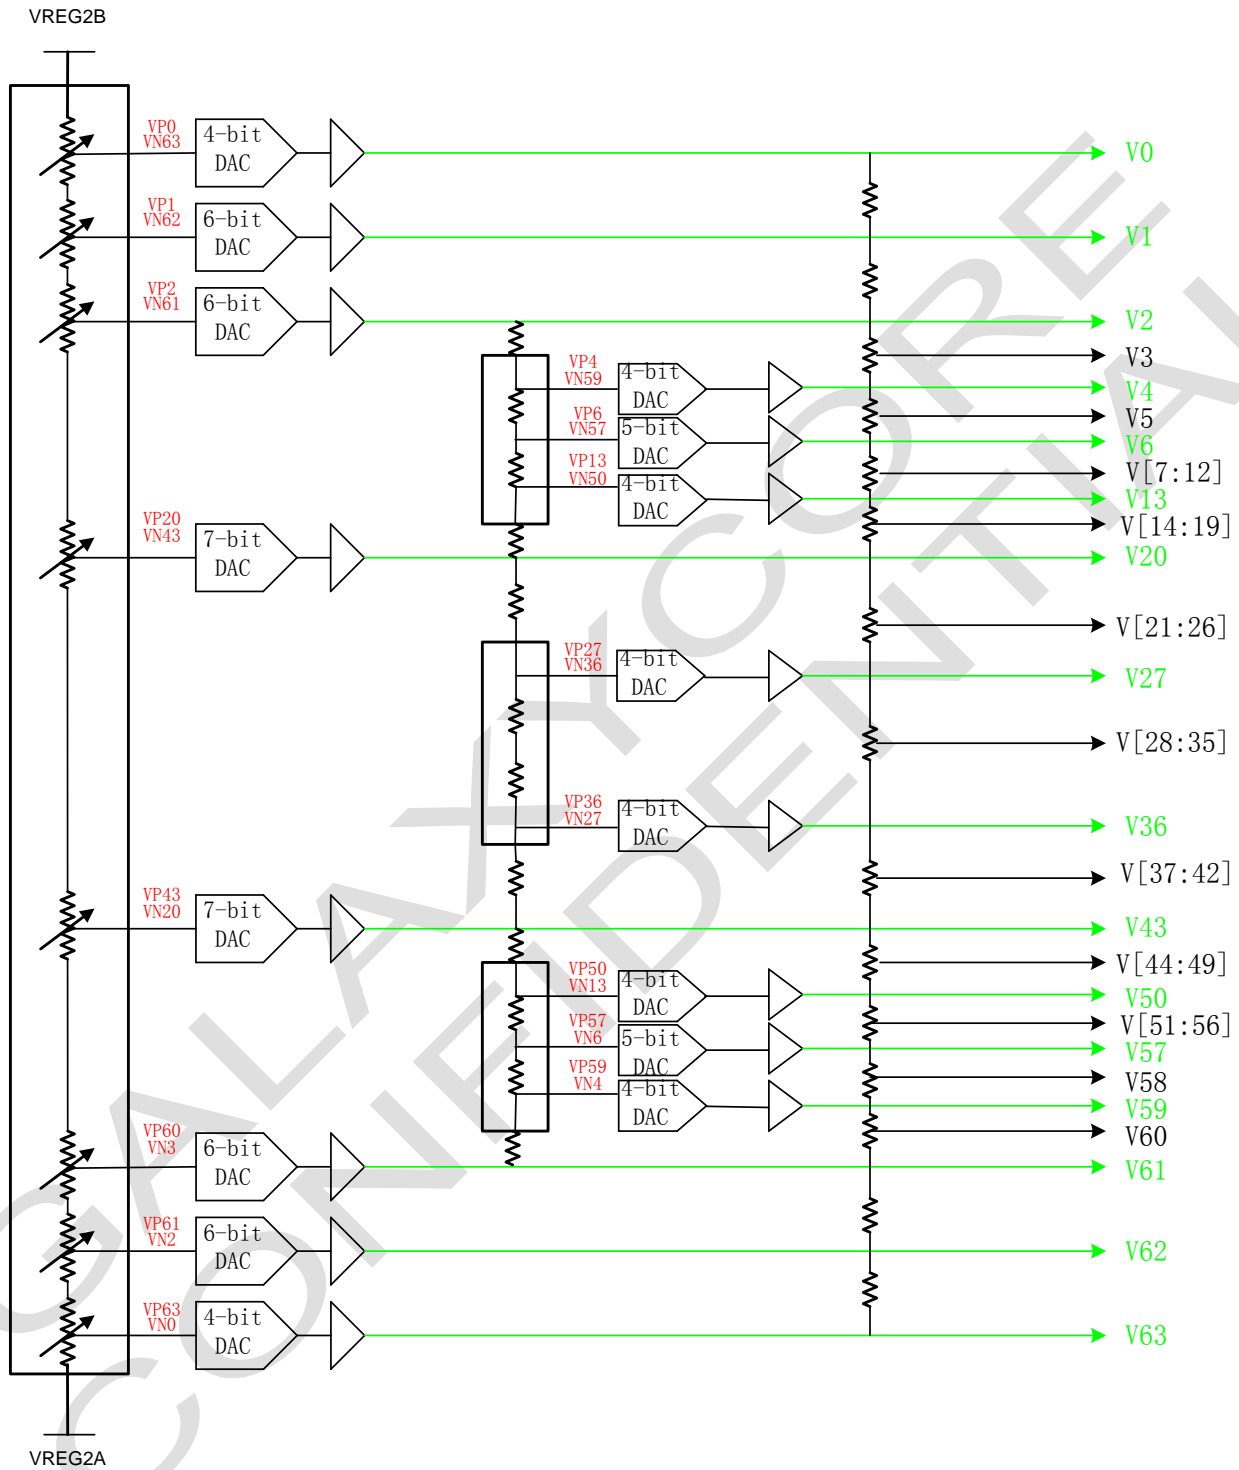 VREG2B
VP0
VN63
4-bit
DAC
V0
VP1
VN62
6-bit
DAC
V1
VP2
VN61
6-bit
DAC
V2
V3
VP4
VN59
4-bit
DAC
V4
V5
VP6
VN57
5-bit
DAC
V6
V[7:12]
VP13
VN50
4-bit
DAC
V13
V[14:19]
VP20
VN43
7-bit
DAC
V20
V[21:26]
VP27
VN36
4-bit
DAC
V27
V[28:35]
VP36
VN27
4-bit
DAC
V36
V[37:42]
VP43
VN20
7-bit
DAC
V43
V[44:49]
VP50
VN13
4-bit
DAC
V50
V[51:56]
VP57
VN6
5-bit
DAC
V57
V58
VP59
VN4
4-bit
DAC
V59
V60
VP60
VN3
6-bit
DAC
V61
VP61
VN2
6-bit
DAC
V62
VP63
VN0
4-bit
DAC
V63
VREG2A
GALAXYCORE
CONFIDENTIAL